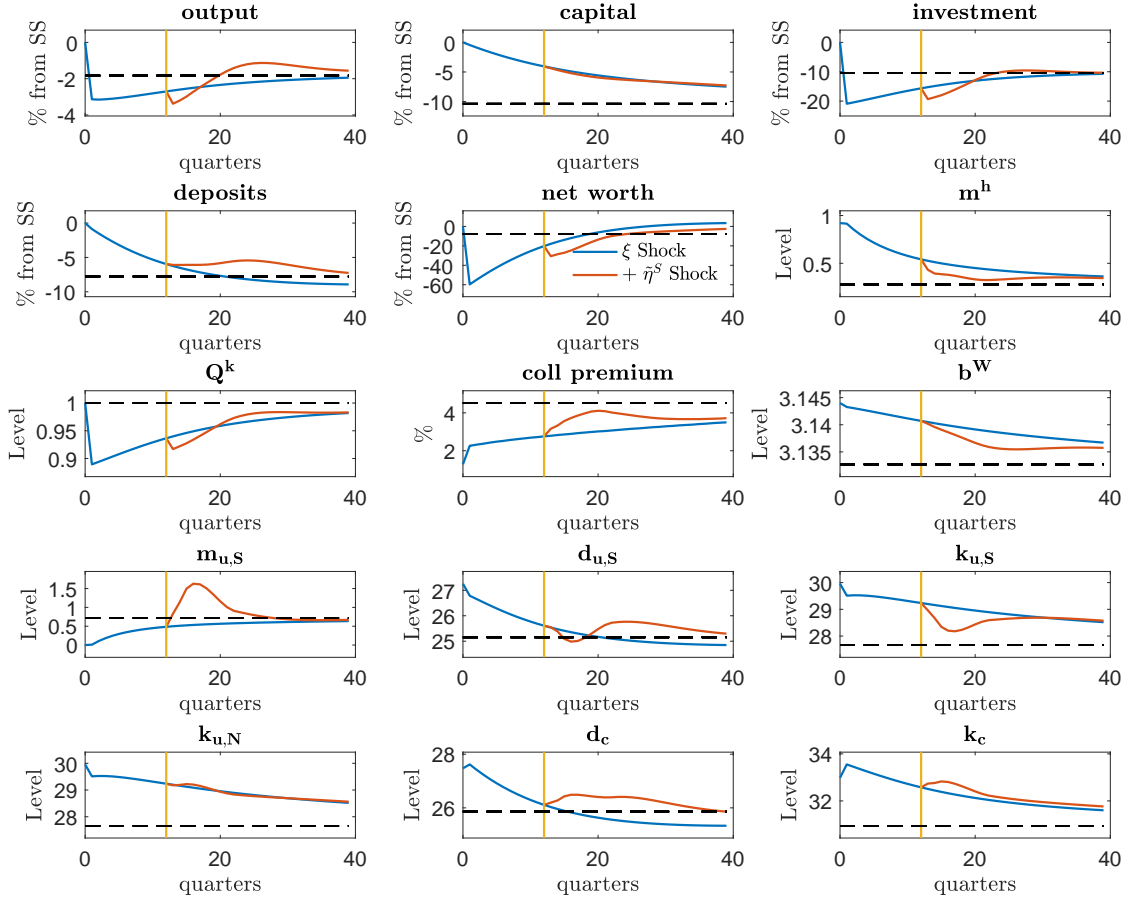 output
capital
investment
% from SS
0
-2
-4
0
20
40
quarters
% from SS
0
-5
-10
0
20
40
quarters
% from SS
0
-10
-20
0
20
40
quarters
deposits
net worth
m^h
% from SS
0
-5
-10
0
20
40
quarters
% from SS
0
-20
-40
-60
ξ Shock
+ η̃^S Shock
0
20
40
quarters
Level
1
0.5
0
20
40
quarters
Q^k
coll premium
b^W
Level
1
0.95
0.9
0
20
40
quarters
%
4
2
0
20
40
quarters
Level
3.145
3.14
3.135
0
20
40
quarters
m_{u,S}
d_{u,S}
k_{u,S}
Level
1.5
1
0.5
0
0
20
40
quarters
Level
27
26
25
0
20
40
quarters
Level
30
29
28
0
20
40
quarters
k_{u,N}
d_c
k_c
Level
30
29
28
0
20
40
quarters
Level
28
26
0
20
40
quarters
Level
34
32
0
20
40
quarters